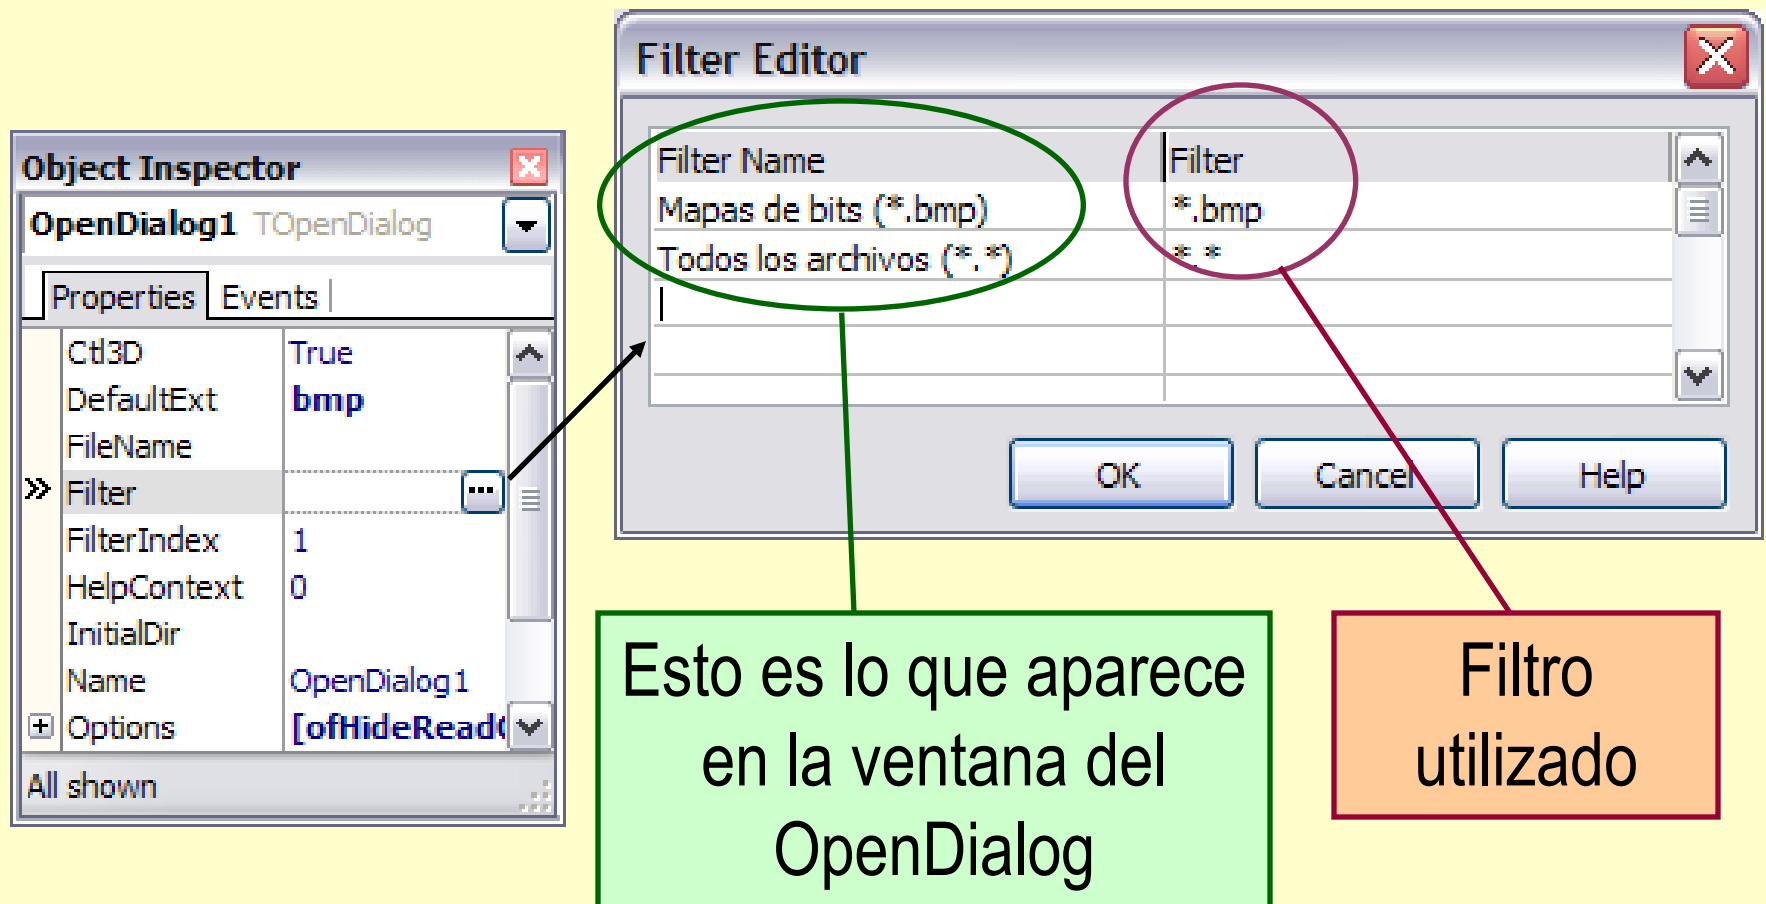 Filter Editor
Filter Name Filter
Mapas de bits (*.bmp) *.bmp
Todos los archivos (*.*) *.*
OK Cancel Help
Object Inspector
OpenDialog1 TOpenDialog
Properties Events
Ctl3D True
DefaultExt bmp
FileName
Filter ...
FilterIndex 1
HelpContext 0
InitialDir
Name OpenDialog1
Options [ofHideRead
All shown
Esto es lo que aparece
en la ventana del
OpenDialog
Filtro
utilizado